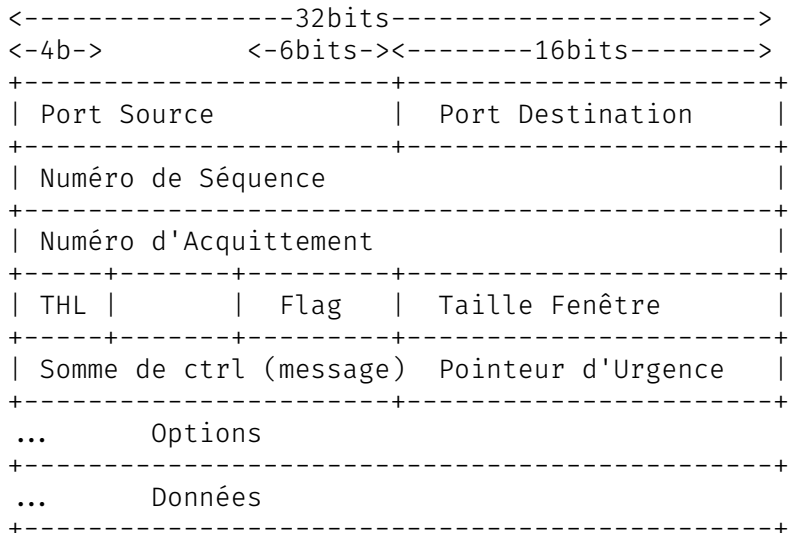 <-----------------32bits---------------------->
<-4b->        <-6bits-><--------16bits-------->
+----------------------+----------------------+
| Port Source          |  Port Destination    |
+----------------------+----------------------+
| Numéro de Séquence                          |
+---------------------------------------------+
| Numéro d'Acquittement                       |
+-----+-------+---------+---------------------+
| THL |       |  Flag   |  Taille Fenêtre     |
+-----+-------+---------+---------------------+
| Somme de ctrl (message)  Pointeur d'Urgence |
+----------------------+----------------------+
...      Options
+---------------------------------------------+
...      Données
+---------------------------------------------+